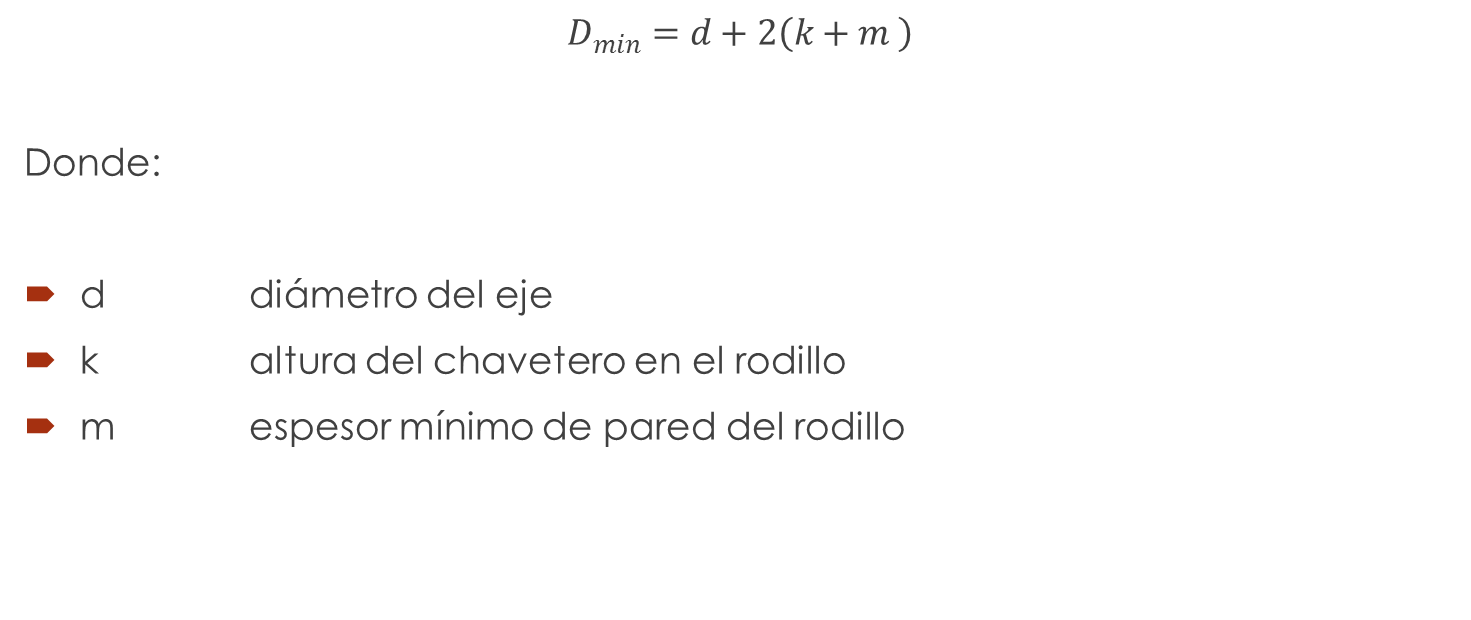 D_min = d + 2(k + m )
Donde:
d diámetro del eje
k altura del chavetero en el rodillo
m espesor mínimo de pared del rodillo